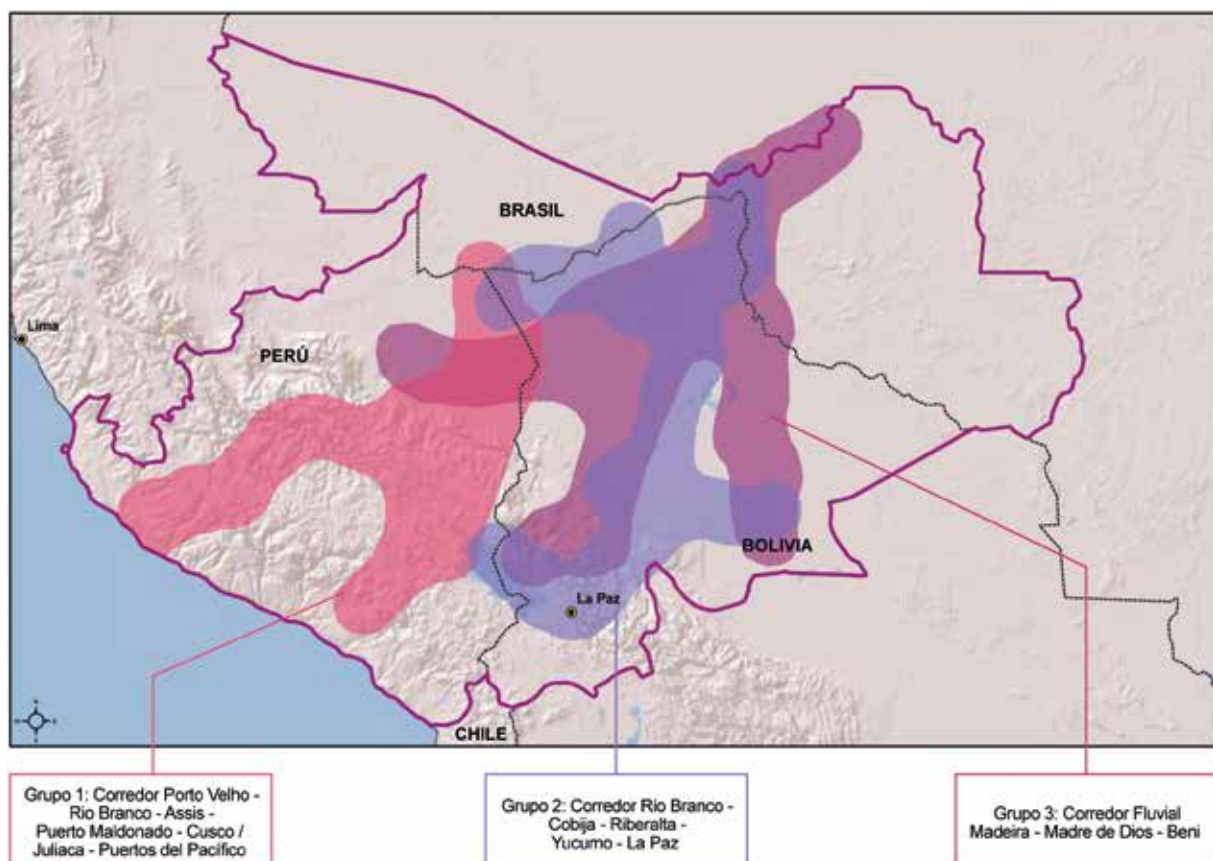 BRASIL
Lima
PERÚ
BOLIVIA
La Paz
CHILE
Grupo 1: Corredor Porto Velho -
Rio Branco - Assis -
Puerto Maldonado - Cusco /
Juliaca - Puertos del Pacífico
Grupo 2: Corredor Rio Branco -
Cobija - Riberalta -
Yucumo - La Paz
Grupo 3: Corredor Fluvial
Madeira - Madre de Dios - Beni